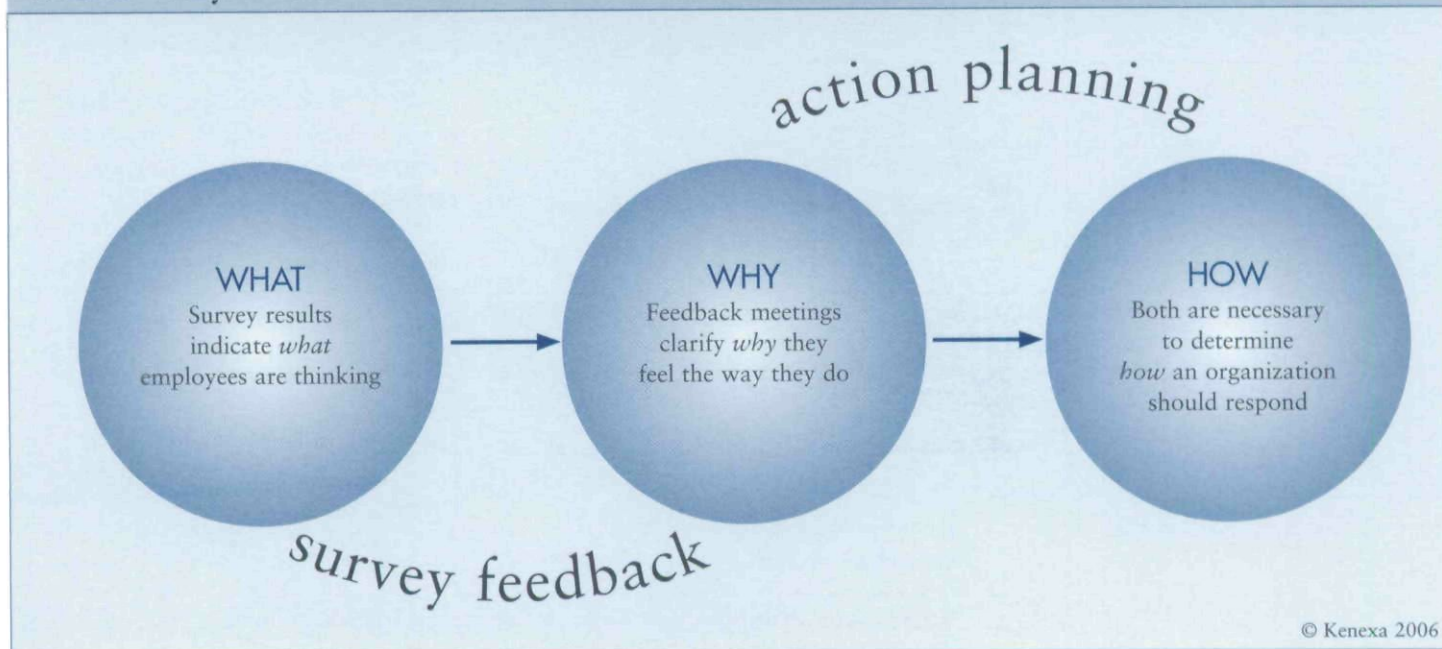 action planning
WHAT
Survey results
indicate what
employees are thinking
WHY
Feedback meetings
clarify why they
feel the way they do
HOW
Both are necessary
to determine
how an organization
should respond
survey feedback
© Kenexa 2006